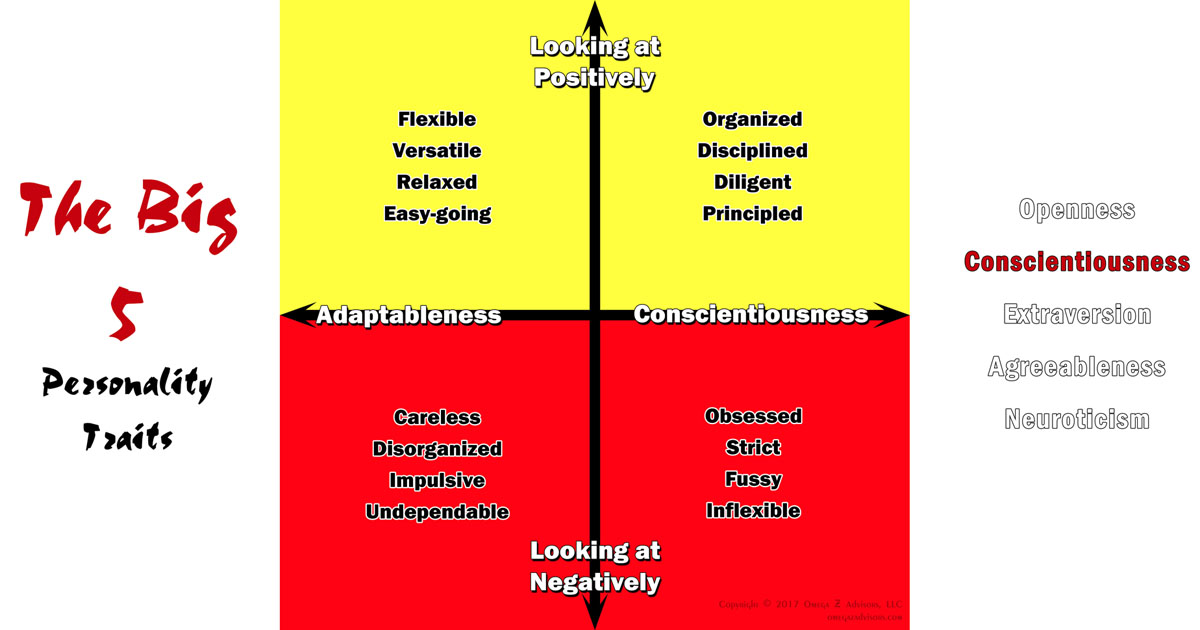 The Big
5
Personality
Traits
Looking at
Positively
Flexible
Versatile
Relaxed
Easy-going
Organized
Disciplined
Diligent
Principled
Adaptableness
Conscientiousness
Careless
Disorganized
Impulsive
Undependable
Obsessed
Strict
Fussy
Inflexible
Looking at
Negatively
Copyright © 2017 Omega Z Advisors, LLC
omegazadvisors.com
Openness
Conscientiousness
Extraversion
Agreeableness
Neuroticism